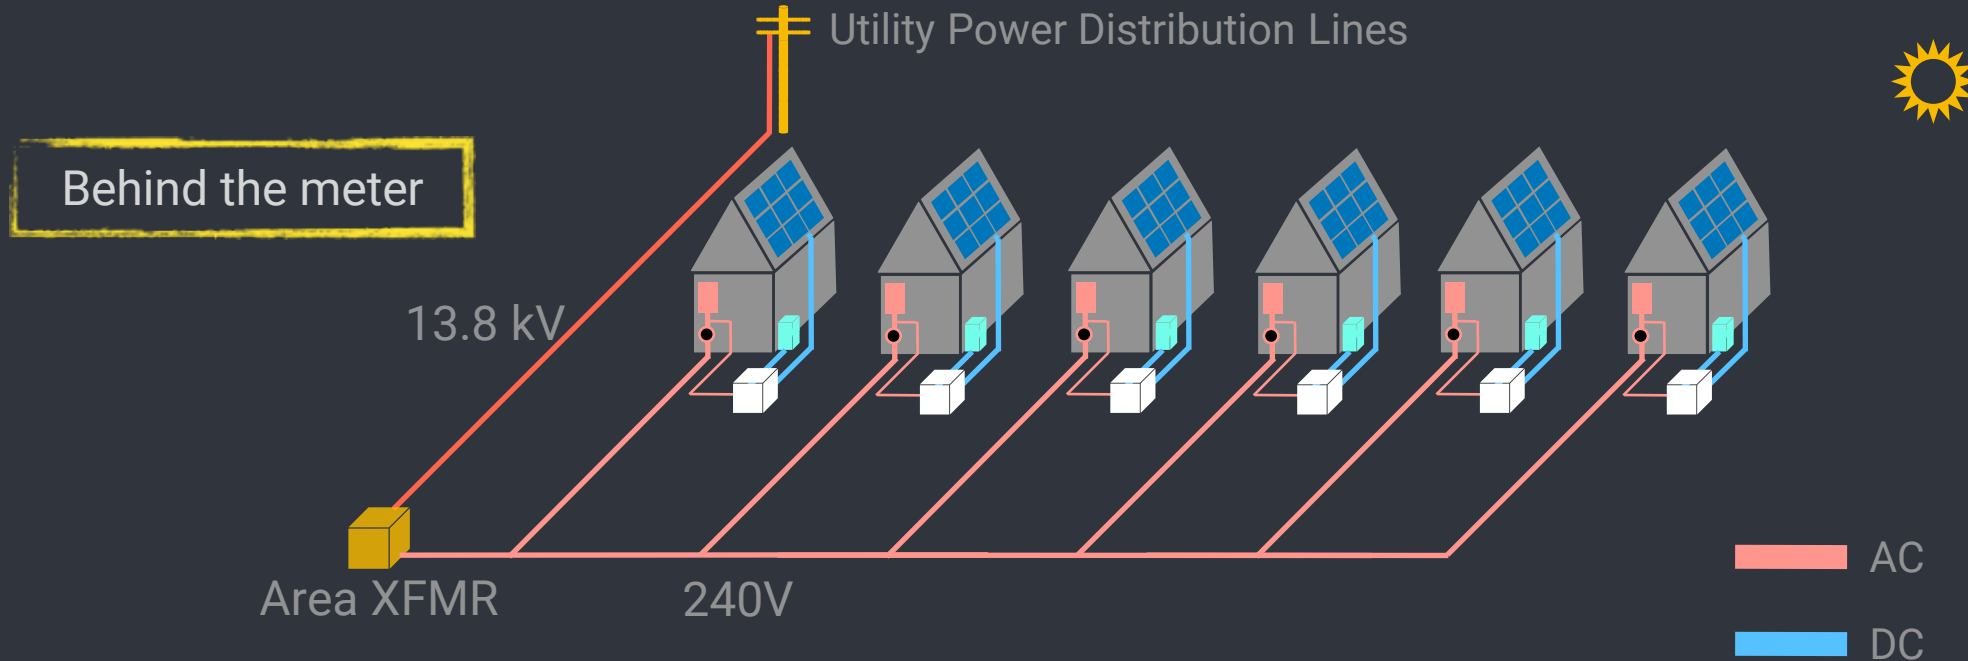 Utility Power Distribution Lines
Behind the meter
13.8 kV
Area XFMR
240V
AC
DC